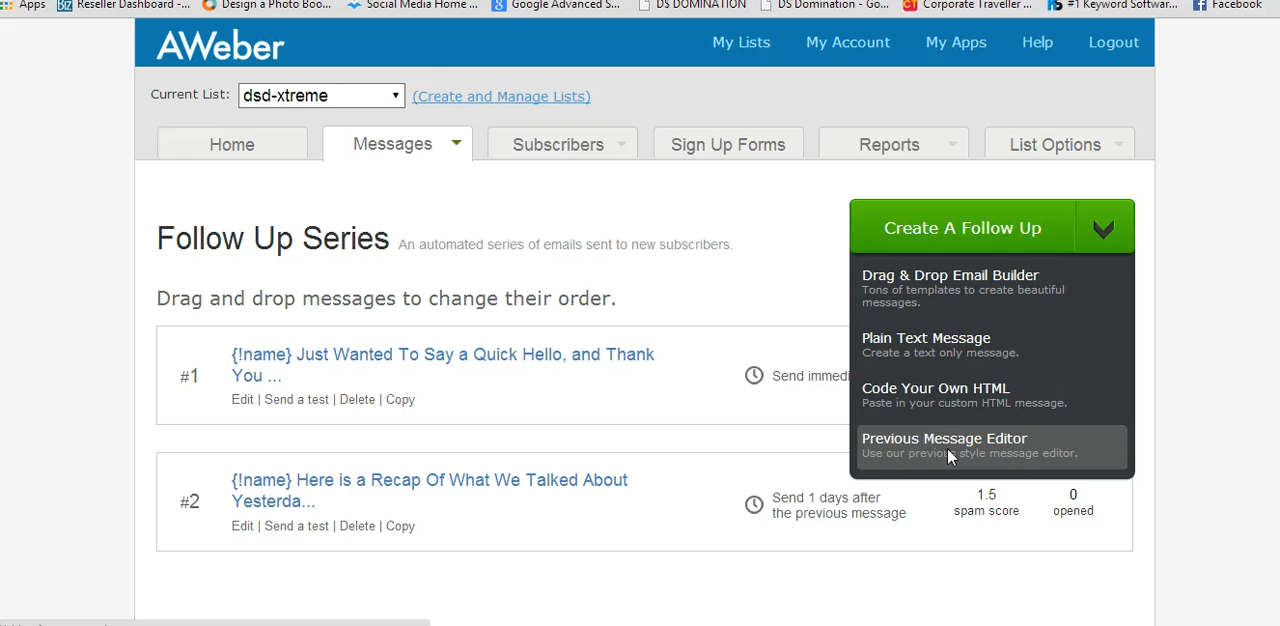 Apps Reseller Dashboard -... Design a Photo Boo... Social Media Home ... Google Advanced S... DS DOMINATION DS Domination - Go... Corporate Traveller ... #1 Keyword Softwar... Facebook
AWeber
My Lists My Account My Apps Help Logout
Current List: dsd-xtreme (Create and Manage Lists)
Home Messages Subscribers Sign Up Forms Reports List Options
Follow Up Series An automated series of emails sent to new subscribers.
Create A Follow Up
Drag & Drop Email Builder
Tons of templates to create beautiful
messages.
Plain Text Message
Create a text only message.
Code Your Own HTML
Paste in your custom HTML message.
Previous Message Editor
Use our previous style message editor.
Drag and drop messages to change their order.
#1
{!name} Just Wanted To Say a Quick Hello, and Thank
You ...
Edit | Send a test | Delete | Copy
Send immedi
#2
{!name} Here is a Recap Of What We Talked About
Yesterda...
Edit | Send a test | Delete | Copy
Send 1 days after
the previous message
1.5
spam score
0
opened